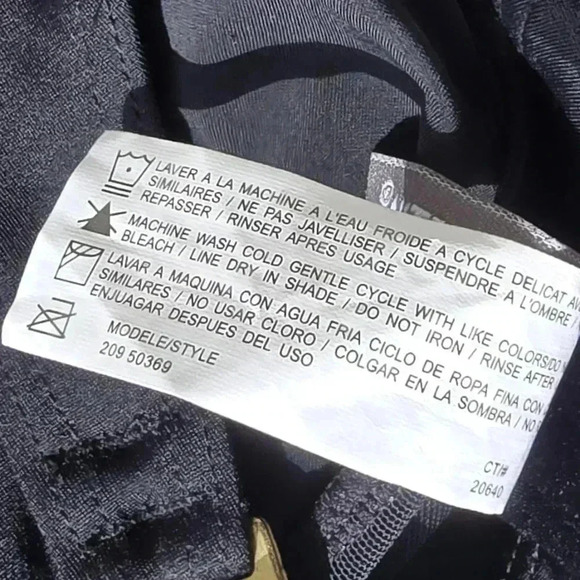 LAVER A LA MACHINE A L'EAU FROIDE A CYCLE DELICAT
SIMILAIRES / NE PAS JAVELLISER / SUSPENDRE A L'OMBRE /
REPASSER / RINSER APRES USAGE
MACHINE WASH COLD GENTLE CYCLE WITH LIKE COLORS/DO
BLEACH / LINE DRY IN SHADE / DO NOT IRON / RINSE AFTER
LAVAR A MAQUINA CON AGUA FRIA CICLO DE ROPA FINA CON
SIMILARES / NO USAR CLORO / COLGAR EN LA SOMBRA / NO
ENJUAGAR DESPUES DEL USO
MODELE/STYLE
209 50369
CTI#
20640